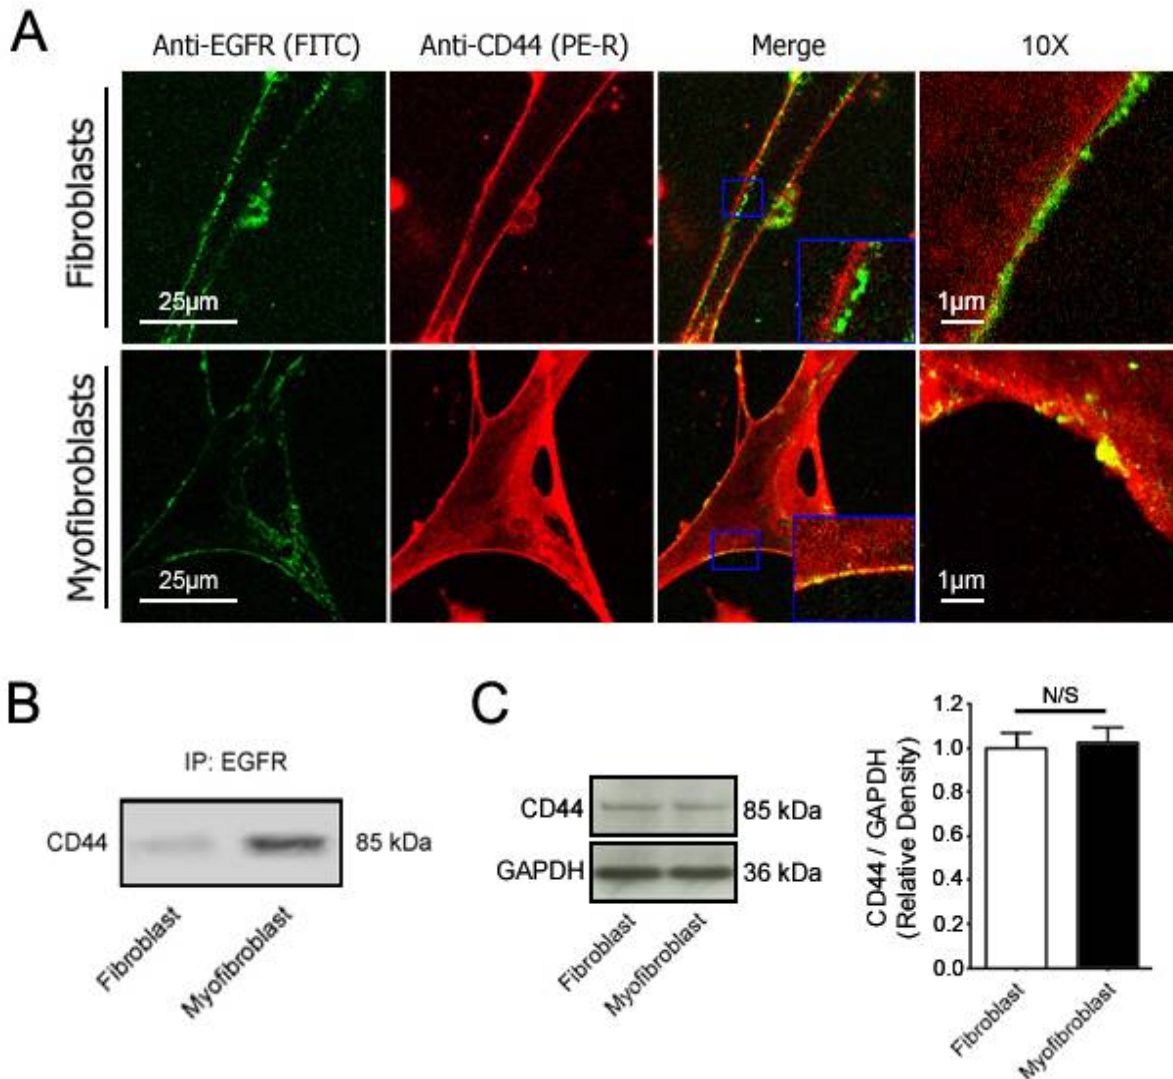 A
Anti-EGFR (FITC) Anti-CD44 (PE-R) Merge 10X
Fibroblasts
25µm 1µm
Myofibroblasts
25µm 1µm
B
IP: EGFR
CD44 85 kDa
Fibroblast
Myofibroblast
C
CD44 85 kDa
GAPDH 36 kDa
Fibroblast
Myofibroblast
N/S
CD44 / GAPDH
(Relative Density)
1.2
1.0
0.8
0.6
0.4
0.2
0.0
Fibroblast
Myofibroblast